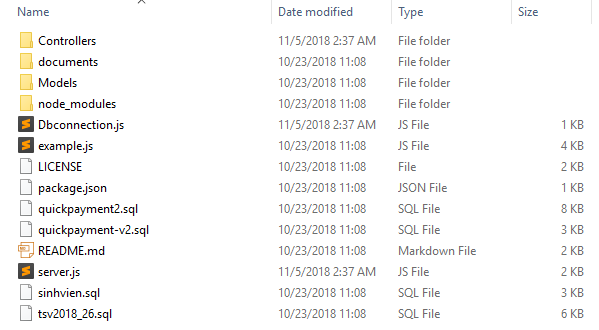 Name Date modified Type Size
Controllers 11/5/2018 2:37 AM File folder
documents 10/23/2018 11:08 File folder
Models 10/23/2018 11:08 File folder
node_modules 10/23/2018 11:08 File folder
Dbconnection.js 11/5/2018 2:37 AM JS File 1 KB
example.js 10/23/2018 11:08 JS File 4 KB
LICENSE 10/23/2018 11:08 File 2 KB
package.json 10/23/2018 11:08 JSON File 1 KB
quickpayment2.sql 10/23/2018 11:08 SQL File 8 KB
quickpayment-v2.sql 10/23/2018 11:08 SQL File 3 KB
README.md 10/23/2018 11:08 Markdown File 2 KB
server.js 11/5/2018 2:37 AM JS File 2 KB
sinhvien.sql 10/23/2018 11:08 SQL File 3 KB
tsv2018_26.sql 10/23/2018 11:08 SQL File 6 KB